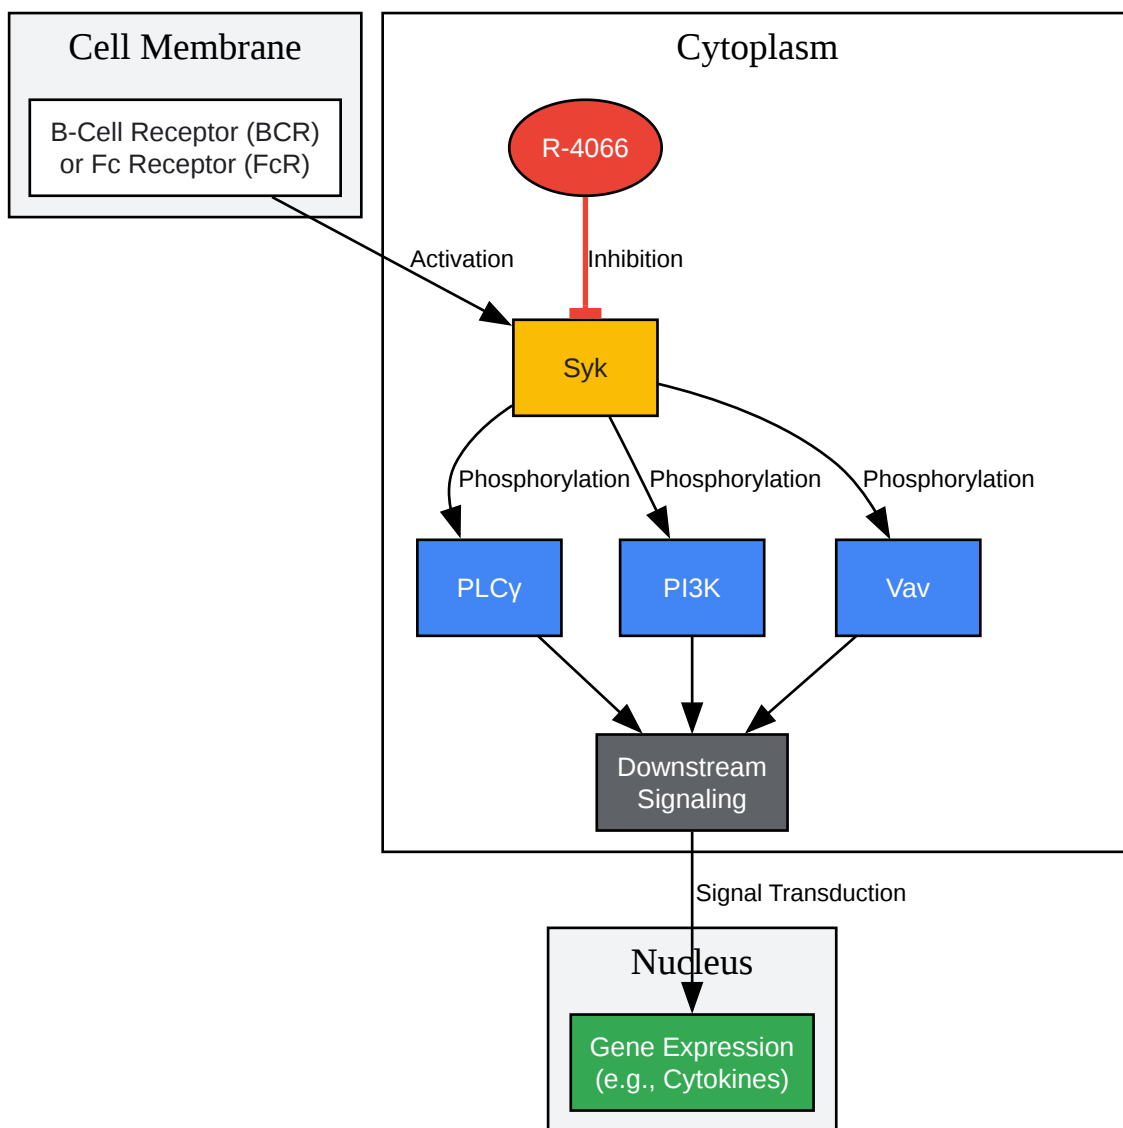 Cell Membrane
B-Cell Receptor (BCR)
or Fc Receptor (FcR)
Cytoplasm
R-4066
Activation
Inhibition
Syk
Phosphorylation
Phosphorylation
Phosphorylation
PLCγ
PI3K
Vav
Downstream
Signaling
Signal Transduction
Nucleus
Gene Expression
(e.g., Cytokines)